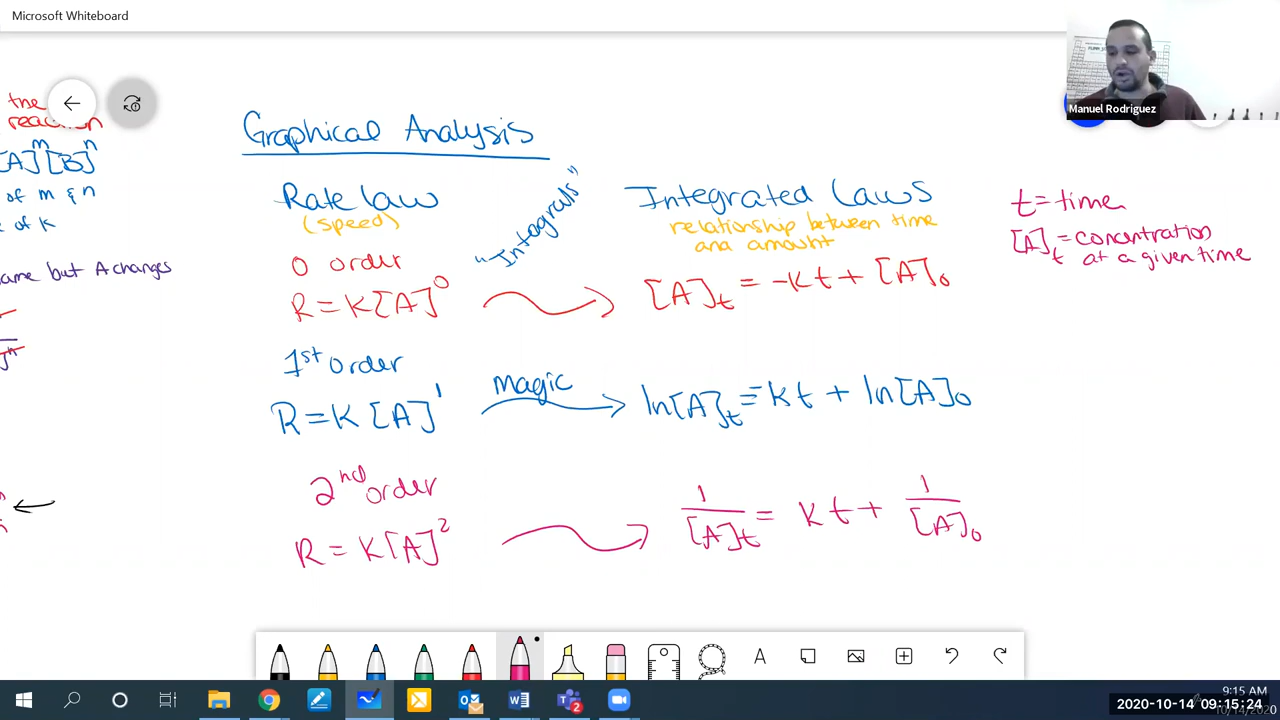 Microsoft Whiteboard
Manuel Rodriguez
the
reaction
[A]ᵐ[B]ⁿ
of m & n
of k
but A changes
Graphical Analysis
Rate law
(speed)
"Integrals"
Integrated Laws
relationship between time
and amount
t = time
[A]t = concentration
at a given time
0 order
R = K[A]⁰
[A]t = -Kt + [A]₀
1st order
R = K[A]¹
magic
ln[A]t = -Kt + ln[A]₀
2nd order
R = K[A]²
1/[A]t = Kt + 1/[A]₀
A
9:15 AM
10/14/2020
2020-10-14 09:15:24